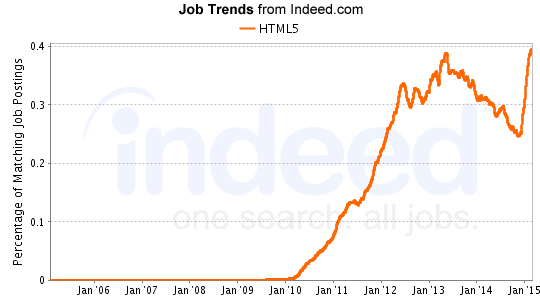 Job Trends from Indeed.com
HTML5
Percentage of Matching Job Postings
0.4
0.3
0.2
0.1
0
indeed
one search. all jobs.
Jan'06 Jan'07 Jan'08 Jan'09 Jan'10 Jan'11 Jan'12 Jan'13 Jan'14 Jan'15